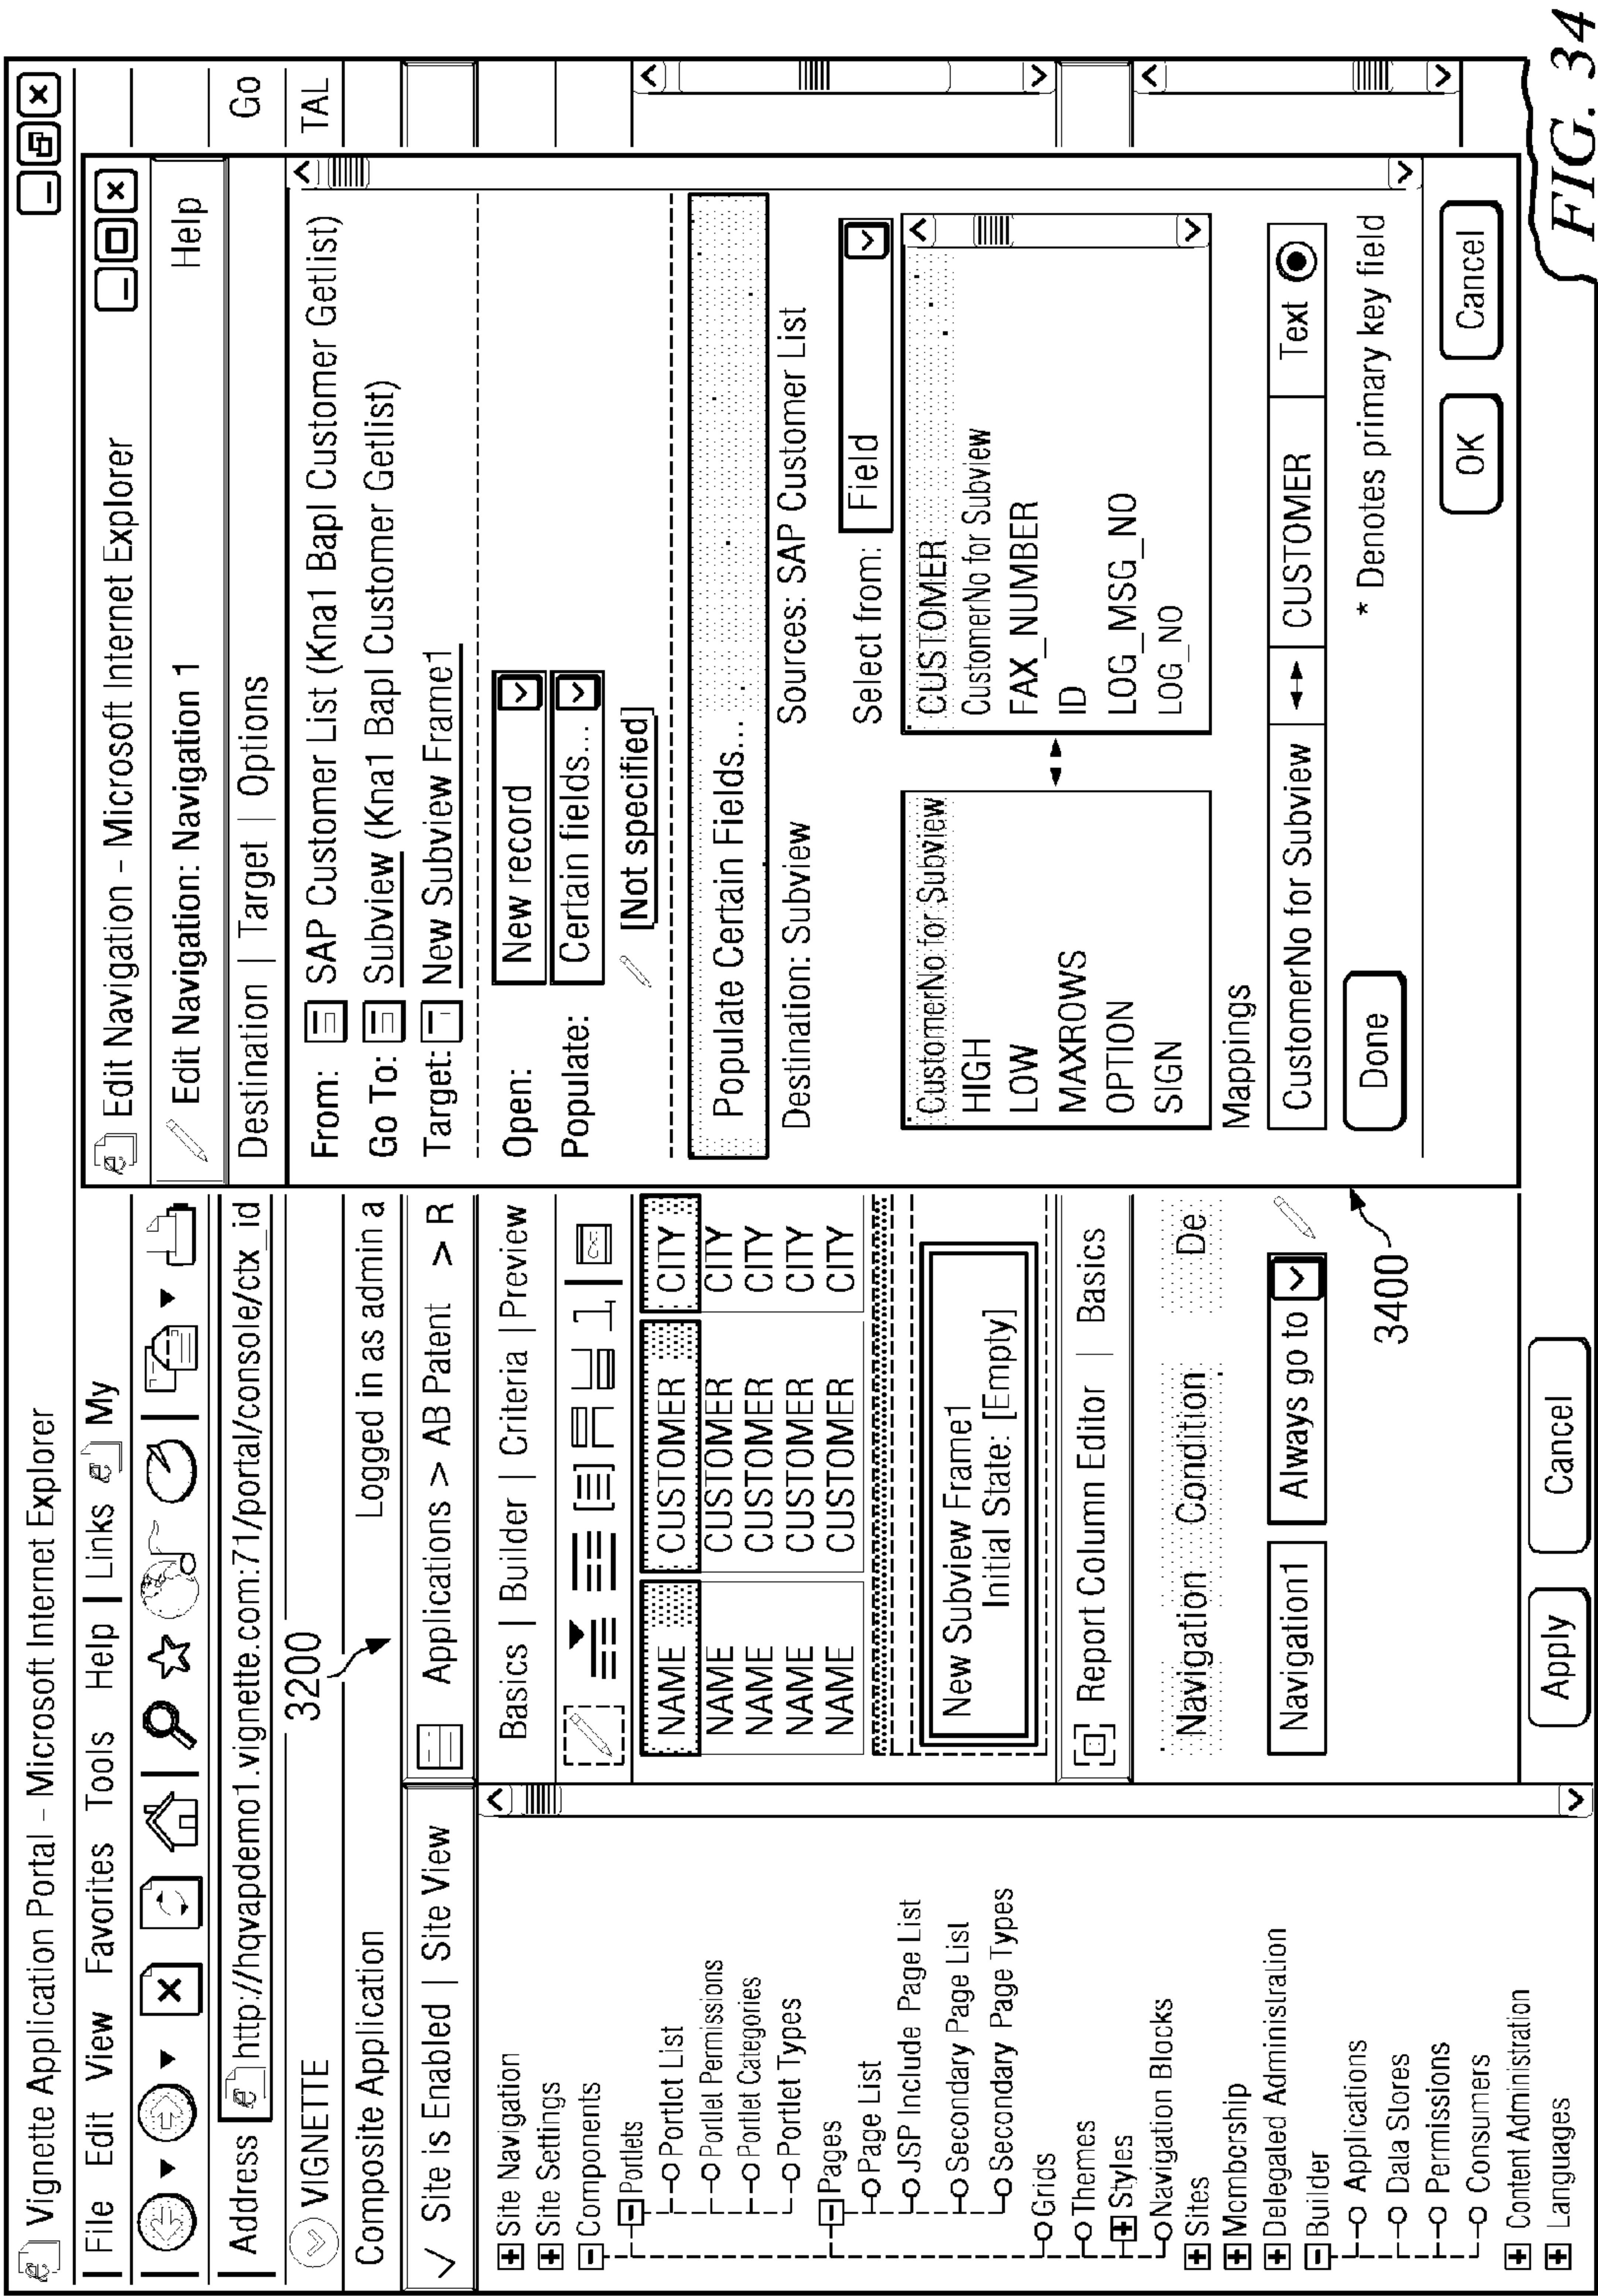 Vignette Application Portal - Microsoft Internet Explorer
File Edit View Favorites Tools Help | Links My
Address http://hqvapdemo1.vignette.com:71/portal/console/ctx_id
Go
VIGNETTE
3200
TAL
Composite Application
Logged in as admin a
Site is Enabled | Site View
Applications > AB Patent > R
Site Navigation
Site Settings
Components
Portlets
Portlet List
Portlet Permissions
Portlet Categories
Portlet Types
Pages
Page List
JSP Include Page List
Secondary Page List
Secondary Page Types
Grids
Themes
Styles
Navigation Blocks
Sites
Membership
Delegated Administration
Builder
Applications
Data Stores
Permissions
Consumers
Content Administration
Languages
Basics | Builder | Criteria | Preview
NAME CUSTOMER CITY
NAME CUSTOMER CITY
NAME CUSTOMER CITY
NAME CUSTOMER CITY
NAME CUSTOMER CITY
New Subview Frame1
Initial State: [Empty]
Report Column Editor | Basics
Navigation Condition De
Navigation1 Always go to
Apply Cancel
3400
Edit Navigation - Microsoft Internet Explorer
Edit Navigation: Navigation 1 Help
Destination | Target | Options
From: SAP Customer List (Kna1 Bapl Customer Getlist)
Go To: Subview (Kna1 Bapl Customer Getlist)
Target: New Subview Frame1
Open: New record
Populate: Certain fields...
[Not specified]
Populate Certain Fields...
Destination: Subview Sources: SAP Customer List
Select from: Field
CustomerNo for Subview
HIGH
LOW
MAXROWS
OPTION
SIGN
CUSTOMER
CustomerNo for Subview
FAX_NUMBER
ID
LOG_MSG_NO
LOG_NO
Mappings
CustomerNo for Subview CUSTOMER Text
Done
* Denotes primary key field
OK Cancel
FIG. 34